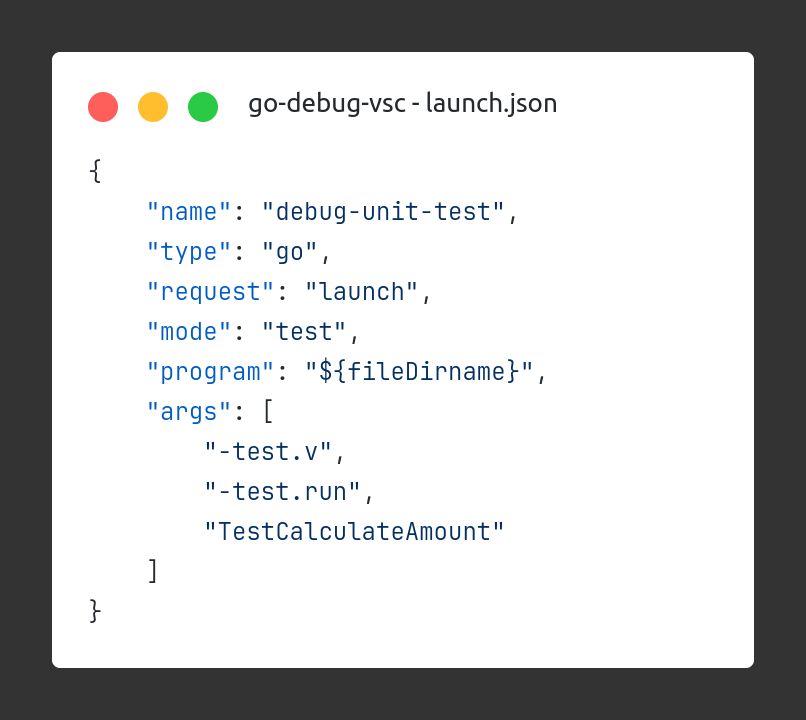 go-debug-vsc - launch.json
{
    "name": "debug-unit-test",
    "type": "go",
    "request": "launch",
    "mode": "test",
    "program": "${fileDirname}",
    "args": [
        "-test.v",
        "-test.run",
        "TestCalculateAmount"
    ]
}